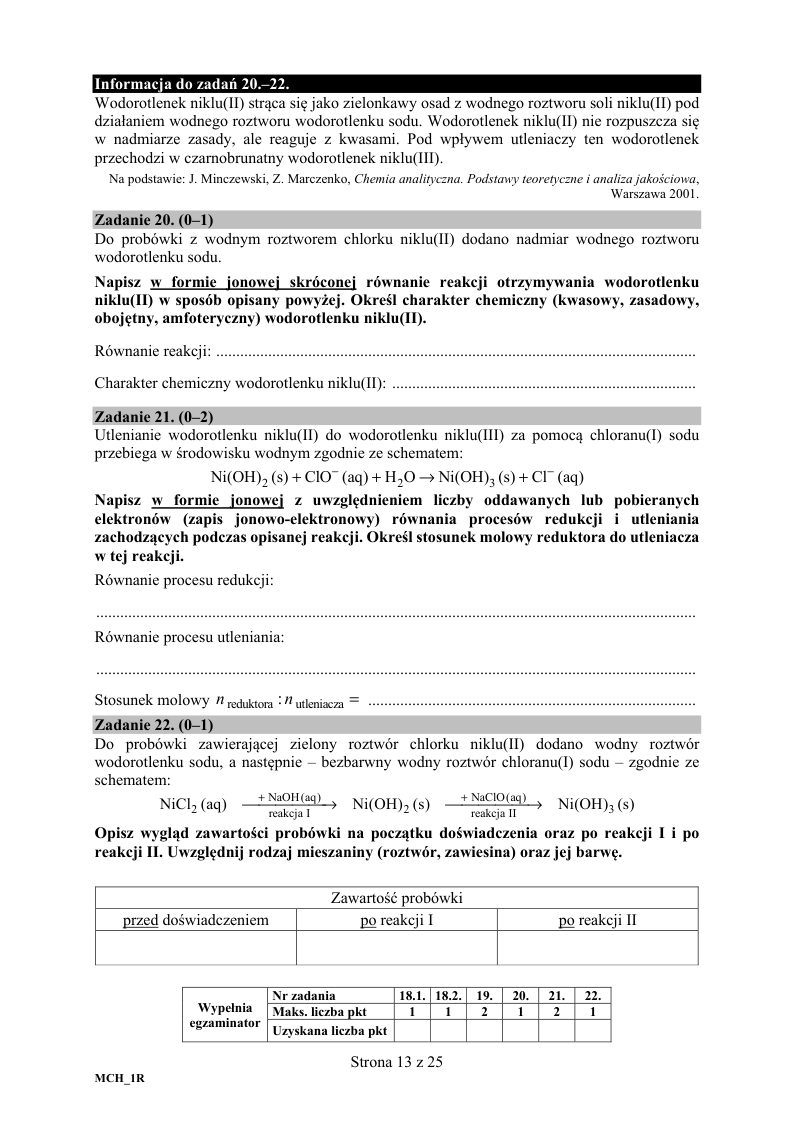 Informacja do zadań 20.–22.
Wodorotlenek niklu(II) strąca się jako zielonkawy osad z wodnego roztworu soli niklu(II) pod
działaniem wodnego roztworu wodorotlenku sodu. Wodorotlenek niklu(II) nie rozpuszcza się
w nadmiarze zasady, ale reaguje z kwasami. Pod wpływem utleniaczy ten wodorotlenek
przechodzi w czarnobrunatny wodorotlenek niklu(III).
Na podstawie: J. Minczewski, Z. Marczenko, Chemia analityczna. Podstawy teoretyczne i analiza jakościowa,
Warszawa 2001.
Zadanie 20. (0–1)
Do probówki z wodnym roztworem chlorku niklu(II) dodano nadmiar wodnego roztworu
wodorotlenku sodu.
Napisz w formie jonowej skróconej równanie reakcji otrzymywania wodorotlenku
niklu(II) w sposób opisany powyżej. Określ charakter chemiczny (kwasowy, zasadowy,
obojętny, amfoteryczny) wodorotlenku niklu(II).
Równanie reakcji: ........................................................................................................................
Charakter chemiczny wodorotlenku niklu(II): ............................................................................
Zadanie 21. (0–2)
Utlenianie wodorotlenku niklu(II) do wodorotlenku niklu(III) za pomocą chloranu(I) sodu
przebiega w środowisku wodnym zgodnie ze schematem:
Ni(OH)₂ (s) + ClO⁻ (aq) + H₂O → Ni(OH)₃ (s) + Cl⁻ (aq)
Napisz w formie jonowej z uwzględnieniem liczby oddawanych lub pobieranych
elektronów (zapis jonowo-elektronowy) równania procesów redukcji i utleniania
zachodzących podczas opisanej reakcji. Określ stosunek molowy reduktora do utleniacza
w tej reakcji.
Równanie procesu redukcji:
......................................................................................................................................................
Równanie procesu utleniania:
......................................................................................................................................................
Stosunek molowy n reduktora : n utleniacza = ..................................................................................
Zadanie 22. (0–1)
Do probówki zawierającej zielony roztwór chlorku niklu(II) dodano wodny roztwór
wodorotlenku sodu, a następnie – bezbarwny wodny roztwór chloranu(I) sodu – zgodnie ze
schematem:
+ NaOH (aq) + NaClO (aq)
NiCl₂ (aq) ⟶ Ni(OH)₂ (s) ⟶ Ni(OH)₃ (s)
reakcja I reakcja II
Opisz wygląd zawartości probówki na początku doświadczenia oraz po reakcji I i po
reakcji II. Uwzględnij rodzaj mieszaniny (roztwór, zawiesina) oraz jej barwę.
Zawartość probówki
przed doświadczeniem po reakcji I po reakcji II
Wypełnia
egzaminator
Nr zadania 18.1. 18.2. 19. 20. 21. 22.
Maks. liczba pkt 1 1 2 1 2 1
Uzyskana liczba pkt
Strona 13 z 25
MCH_1R